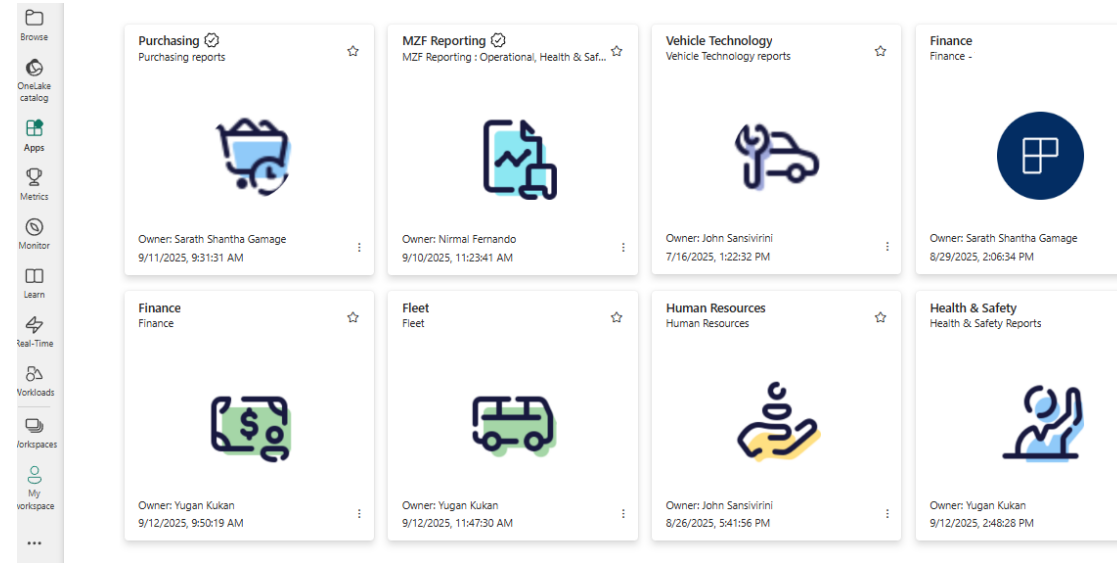 Browse
OneLake
catalog
Apps
Metrics
Monitor
Learn
Real-Time
Workloads
Workspaces
My
workspace
Purchasing
Purchasing reports
Owner: Sarath Shantha Gamage
9/11/2025, 9:31:31 AM
MZF Reporting
MZF Reporting : Operational, Health & Saf...
Owner: Nirmal Fernando
9/10/2025, 11:23:41 AM
Vehicle Technology
Vehicle Technology reports
Owner: John Sansivirini
7/16/2025, 1:22:32 PM
Finance
Finance -
Owner: Sarath Shantha Gamage
8/29/2025, 2:06:34 PM
Finance
Finance
Owner: Yugan Kukan
9/12/2025, 9:50:19 AM
Fleet
Fleet
Owner: Yugan Kukan
9/12/2025, 11:47:30 AM
Human Resources
Human Resources
Owner: John Sansivirini
8/26/2025, 5:41:56 PM
Health & Safety
Health & Safety Reports
Owner: Yugan Kukan
9/12/2025, 2:48:28 PM